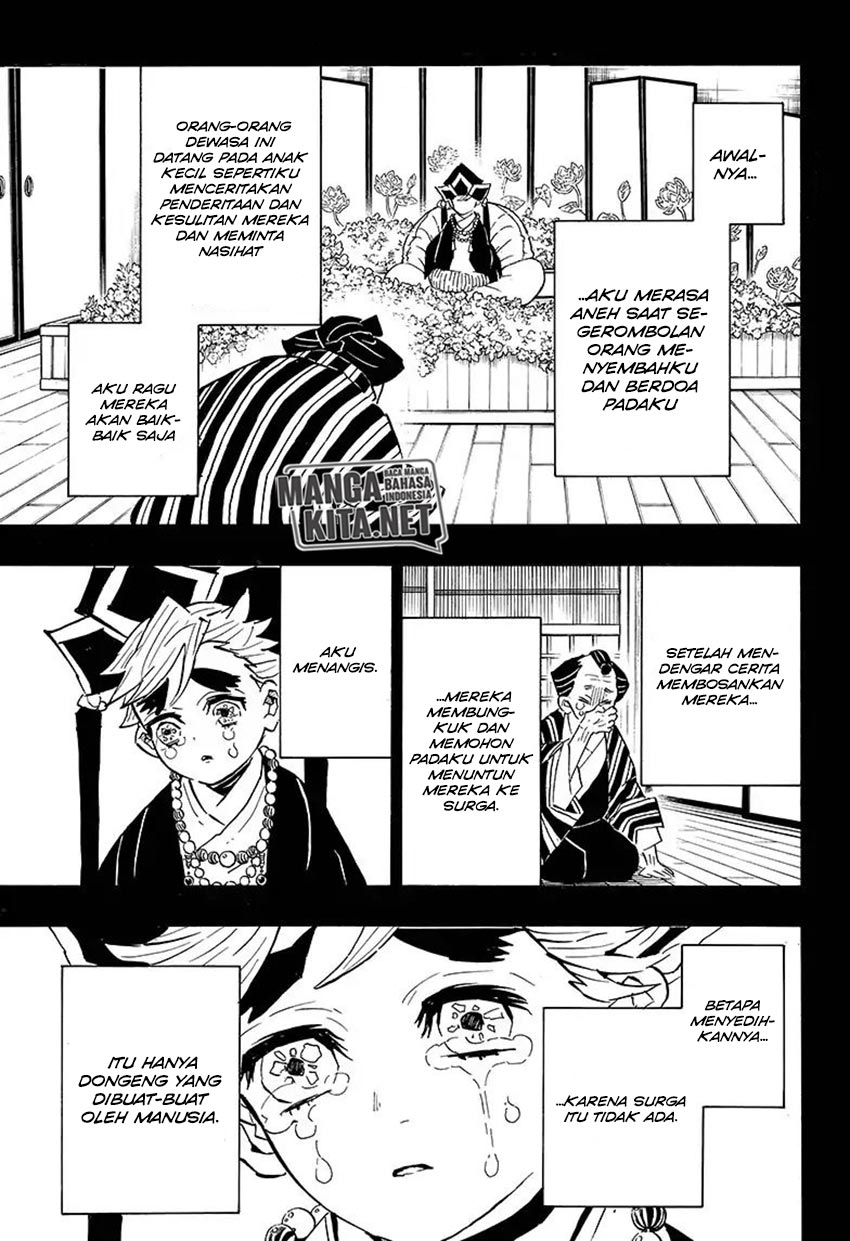 AWAL-
NYA...
...AKU MERASA
ANEH SAAT SE-
GEROMBOLAN
ORANG ME-
NYEMBAHKU
DAN BERDOA
PADAKU
ORANG-ORANG
DEWASA INI
DATANG PADA ANAK
KECIL SEPERTIKU
MENCERITAKAN
PENDERITAAN DAN
KESULITAN MEREKA
DAN MEMINTA
NASIHAT
AKU RAGU
MEREKA
AKAN BAIK-
BAIK SAJA
MANGA
KITA.NET
BACA MANGA
BAHASA
INDONESIA
SETELAH MEN-
DENGAR CERITA
MEMBOSANKAN
MEREKA...
...MEREKA
MEMBUNG-
KUK DAN
MEMOHON
PADAKU UNTUK
MENUNTUN
MEREKA KE
SURGA.
AKU
MENANGIS.
BETAPA
MENYEDIH-
KANNYA...
...KARENA SURGA
ITU TIDAK ADA.
ITU HANYA
DONGENG YANG
DIBUAT-BUAT
OLEH MANUSIA.